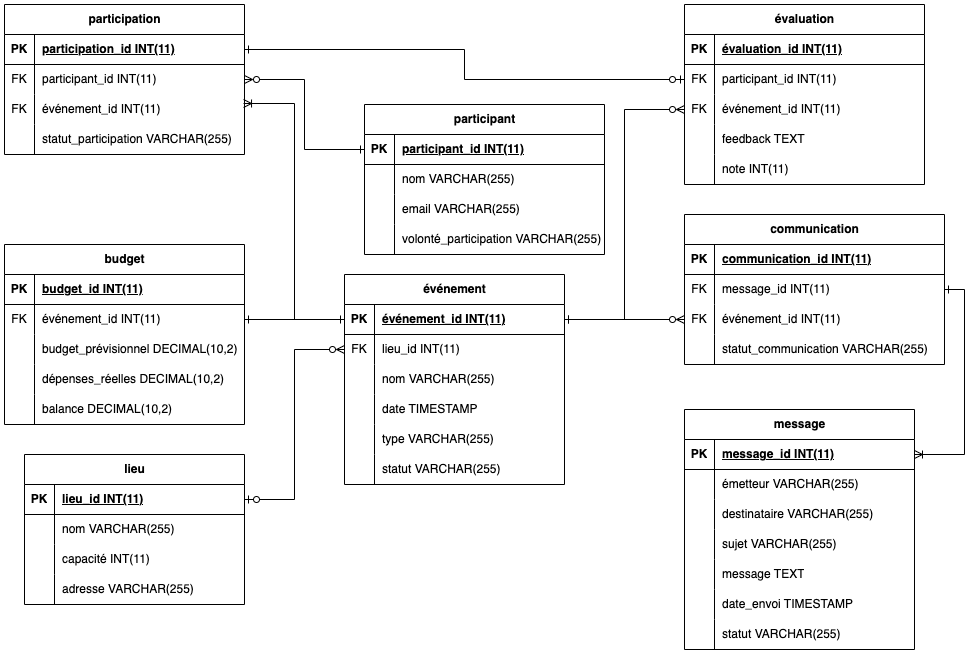 participation
PK participation_id INT(11)
FK participant_id INT(11)
FK événement_id INT(11)
statut_participation VARCHAR(255)
évaluation
PK évaluation_id INT(11)
FK participant_id INT(11)
FK événement_id INT(11)
feedback TEXT
note INT(11)
participant
PK participant_id INT(11)
nom VARCHAR(255)
email VARCHAR(255)
volonté_participation VARCHAR(255)
communication
PK communication_id INT(11)
FK message_id INT(11)
FK événement_id INT(11)
statut_communication VARCHAR(255)
budget
PK budget_id INT(11)
FK événement_id INT(11)
budget_prévisionnel DECIMAL(10,2)
dépenses_réelles DECIMAL(10,2)
balance DECIMAL(10,2)
événement
PK événement_id INT(11)
FK lieu_id INT(11)
nom VARCHAR(255)
date TIMESTAMP
type VARCHAR(255)
statut VARCHAR(255)
lieu
PK lieu_id INT(11)
nom VARCHAR(255)
capacité INT(11)
adresse VARCHAR(255)
message
PK message_id INT(11)
émetteur VARCHAR(255)
destinataire VARCHAR(255)
sujet VARCHAR(255)
message TEXT
date_envoi TIMESTAMP
statut VARCHAR(255)